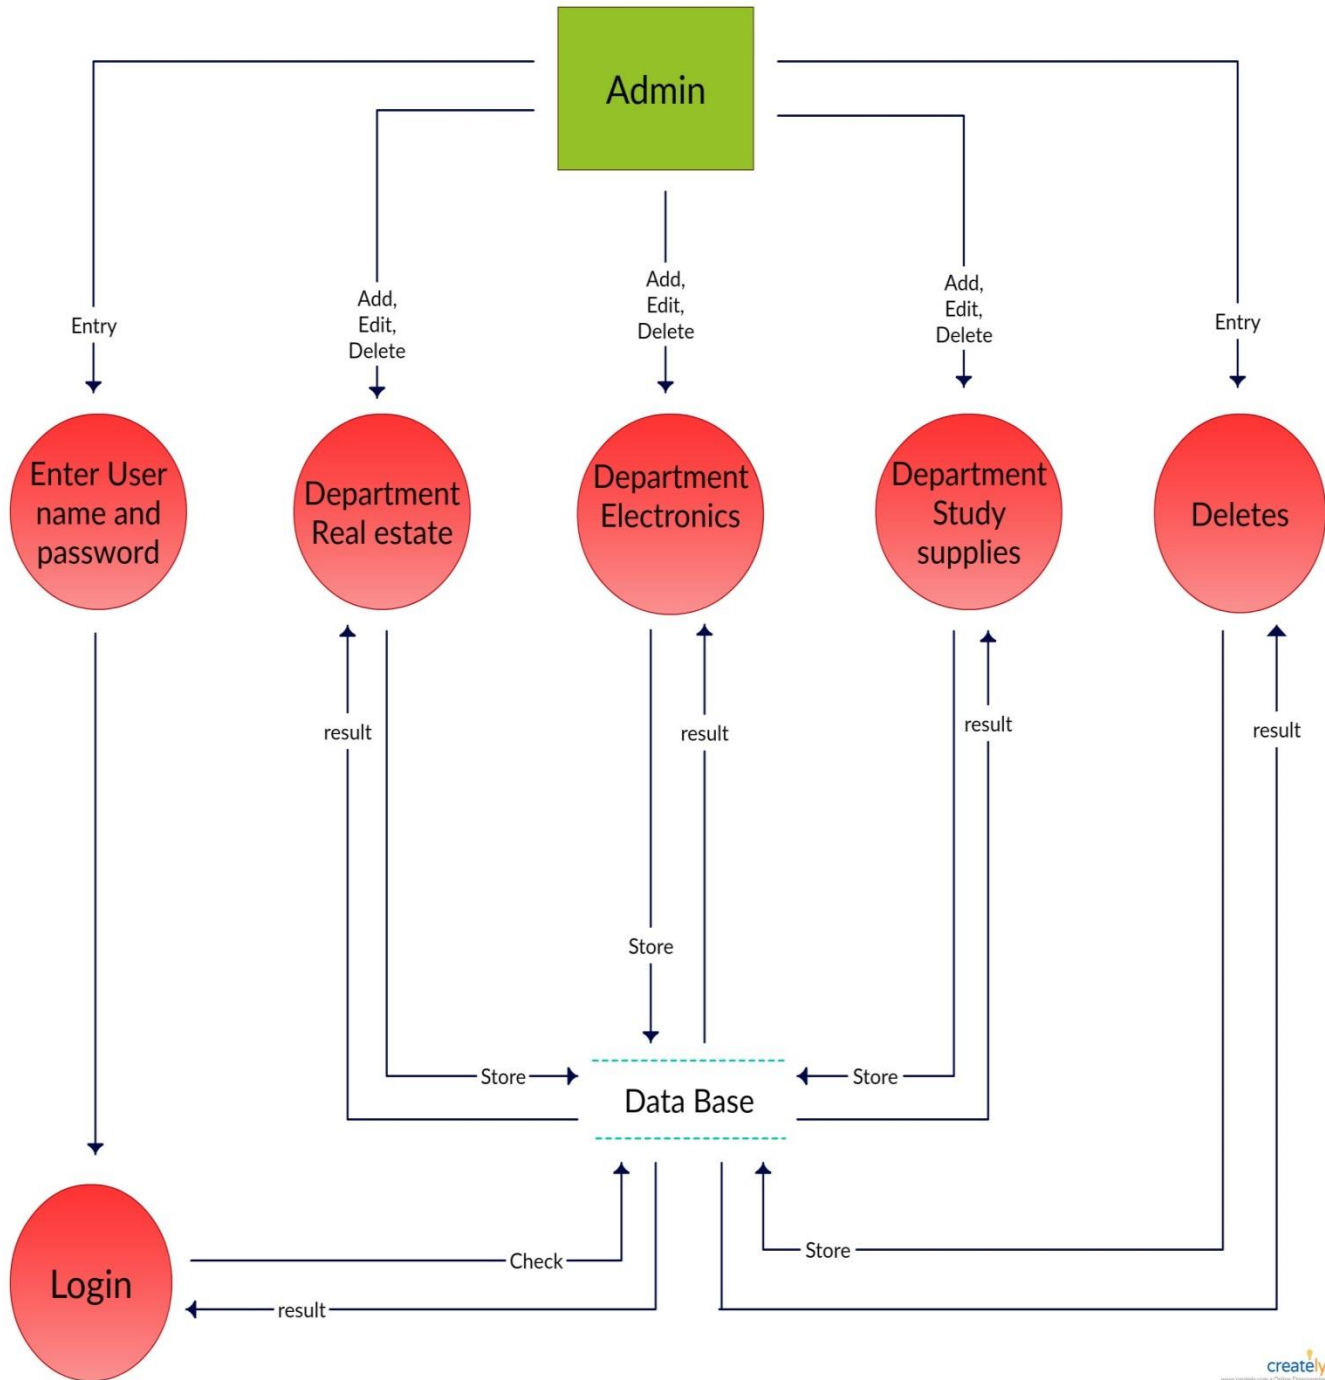 Admin
Entry
Add,
Edit,
Delete
Add,
Edit,
Delete
Add,
Edit,
Delete
Entry
Enter User
name and
password
Department
Real estate
Department
Electronics
Department
Study
supplies
Deletes
result
result
result
result
Store
Store
Store
Data Base
Store
Check
result
Login
creately